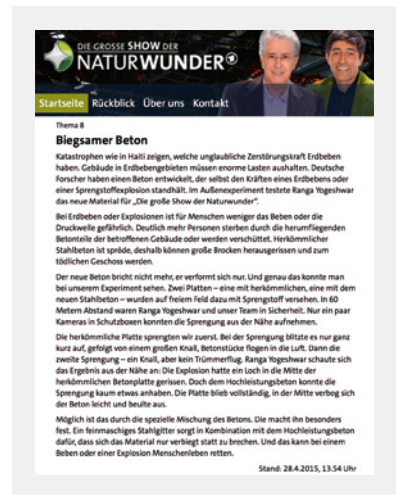 DIE GROSSE SHOW DER
NATURWUNDER®
Startseite Rückblick Über uns Kontakt
Thema 8
Biegsamer Beton
Katastrophen wie in Haiti zeigen, welche unglaubliche Zerstörungskraft Erdbeben
haben. Gebäude in Erdbebengebieten müssen enorme Lasten aushalten. Deutsche
Forscher haben einen Beton entwickelt, der selbst den Kräften eines Erdbebens oder
einer Sprengstoffexplosion standhält. Im Außenexperiment testete Ranga Yogeshwar
das neue Material für „Die große Show der Naturwunder“.
Bei Erdbeben oder Explosionen ist für Menschen weniger das Beben oder die
Druckwelle gefährlich. Deutlich mehr Personen sterben durch die herumfliegenden
Betonteile der betroffenen Gebäude oder werden verschüttet. Herkömmlicher
Stahlbeton ist spröde, deshalb können große Brocken herausgerissen und zum
tödlichen Geschoss werden.
Der neue Beton bricht nicht mehr, er verformt sich nur. Und genau das konnte man
bei unserem Experiment sehen. Zwei Platten – eine mit herkömmlichen, eine mit dem
neuen Stahlbeton – wurden auf freiem Feld dazu mit Sprengstoff versehen. In 60
Metern Abstand waren Ranga Yogeshwar und unser Team in Sicherheit. Nur ein paar
Kameras in Schutzboxen konnten die Sprengung aus der Nähe aufnehmen.
Die herkömmliche Platte sprengten wir zuerst. Bei der Sprengung blitzte es nur ganz
kurz auf, gefolgt von einem großen Knall, Betonstücke flogen in die Luft. Dann die
zweite Sprengung – ein Knall, aber kein Trümmerflug. Ranga Yogeshwar schaute sich
das Ergebnis aus der Nähe an: Die Explosion hatte ein Loch in die Mitte der
herkömmlichen Betonplatte gerissen. Doch dem Hochleistungsbeton konnte die
Sprengung kaum etwas anhaben. Die Platte blieb vollständig, in der Mitte verbog sich
der Beton leicht und beulte aus.
Möglich ist das durch die spezielle Mischung des Betons. Die macht ihn besonders
fest. Ein feinmaschiges Stahlgitter sorgt in Kombination mit dem Hochleistungsbeton
dafür, dass sich das Material nur verbiegt statt zu brechen. Und das kann bei einem
Beben oder einer Explosion Menschenleben retten.
Stand: 28.4.2015, 13.54 Uhr